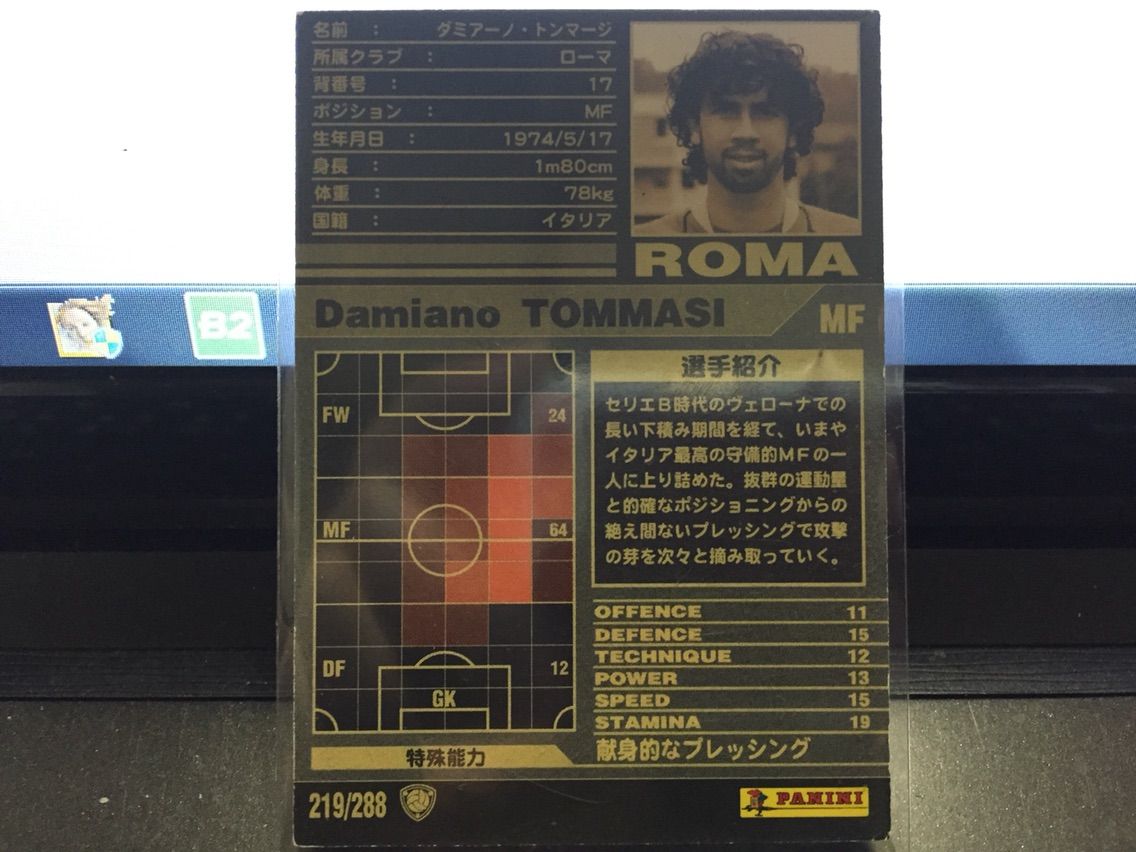 名前 : ダミアーノ・トンマージ
所属クラブ : ローマ
背番号 : 17
ポジション : MF
生年月日 : 1974/5/17
身長 : 1m80cm
体重 : 78kg
国籍 : イタリア
ROMA
Damiano TOMMASI MF
FW 24
MF 64
DF 12
GK
選手紹介
セリエB時代のヴェローナでの
長い下積み期間を経て、いまや
イタリア最高の守備的MFの一
人に上り詰めた。抜群の運動量
と的確なポジショニングからの
絶え間ないプレッシングで攻撃
の芽を次々と摘み取っていく。
OFFENCE 11
DEFENCE 15
TECHNIQUE 12
POWER 13
SPEED 15
STAMINA 19
特殊能力 献身的なプレッシング
219/288
PANINI
B2